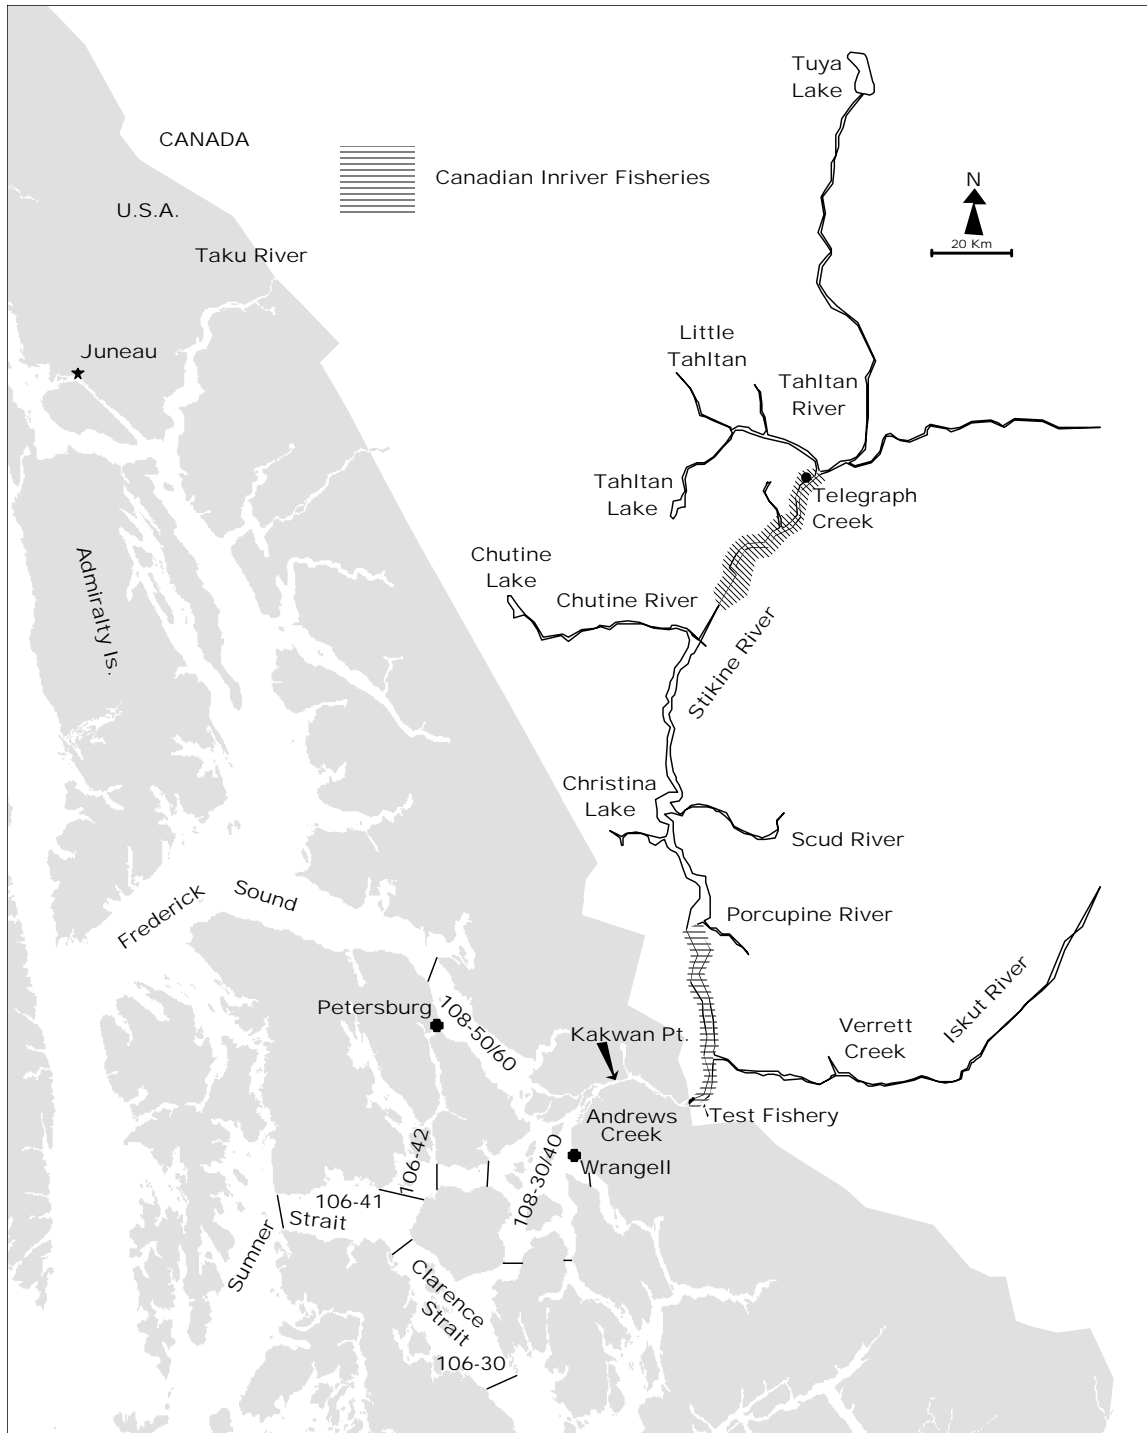 Tuya
Lake
CANADA
Canadian Inriver Fisheries
N
U.S.A.
20 Km
Taku River
Little
Tahltan
Juneau
Tahltan
River
Tahltan
Lake
Telegraph
Creek
Chutine
Lake
Admiralty Is.
Chutine River
Stikine River
Christina
Lake
Scud River
Frederick
Sound
Porcupine River
Iskut River
Petersburg
108-50/60
Kakwan Pt.
Verrett
Creek
Andrews
Creek
Test Fishery
106-42
108-30/40
Wrangell
106-41
Sumner
Strait
Clarence
Strait
106-30